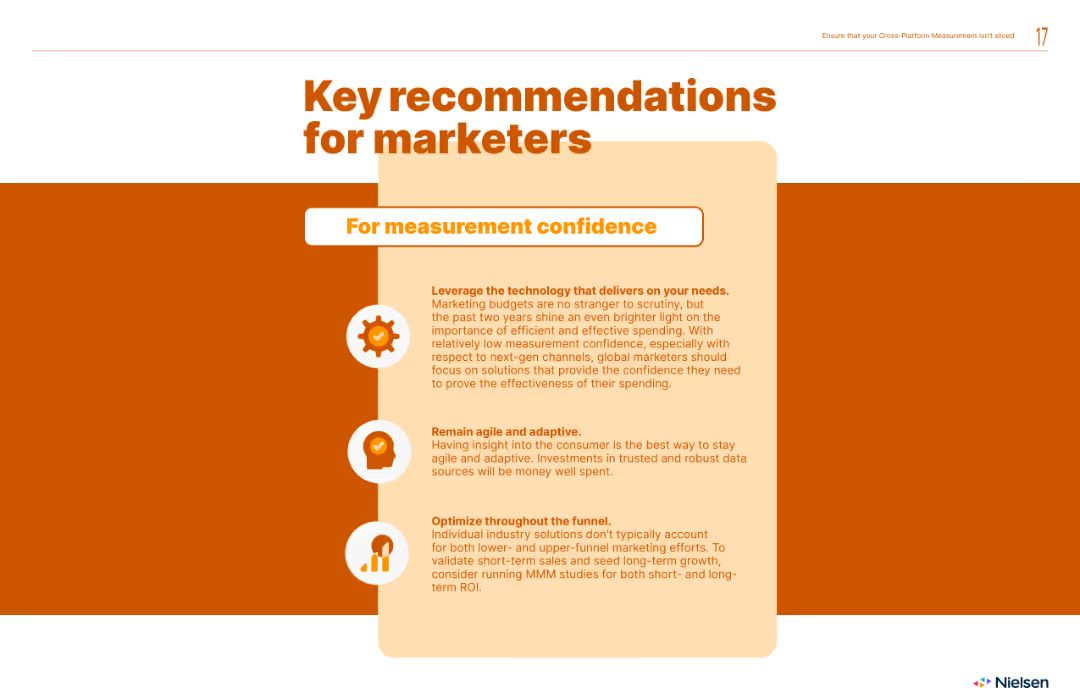 Ensure that your Cross-Platform Measurement isn't siloed
17
Key recommendations
for marketers
For measurement confidence
Leverage the technology that delivers on your needs.
Marketing budgets are no stranger to scrutiny, but
the past two years shine an even brighter light on the
importance of efficient and effective spending. With
relatively low measurement confidence, especially with
respect to next-gen channels, global marketers should
focus on solutions that provide the confidence they need
to prove the effectiveness of their spending.
Remain agile and adaptive.
Having insight into the consumer is the best way to stay
agile and adaptive. Investments in trusted and robust data
sources will be money well spent.
Optimize throughout the funnel.
Individual industry solutions don't typically account
for both lower- and upper-funnel marketing efforts. To
validate short-term sales and seed long-term growth,
consider running MMM studies for both short- and long-
term ROI.
Nielsen